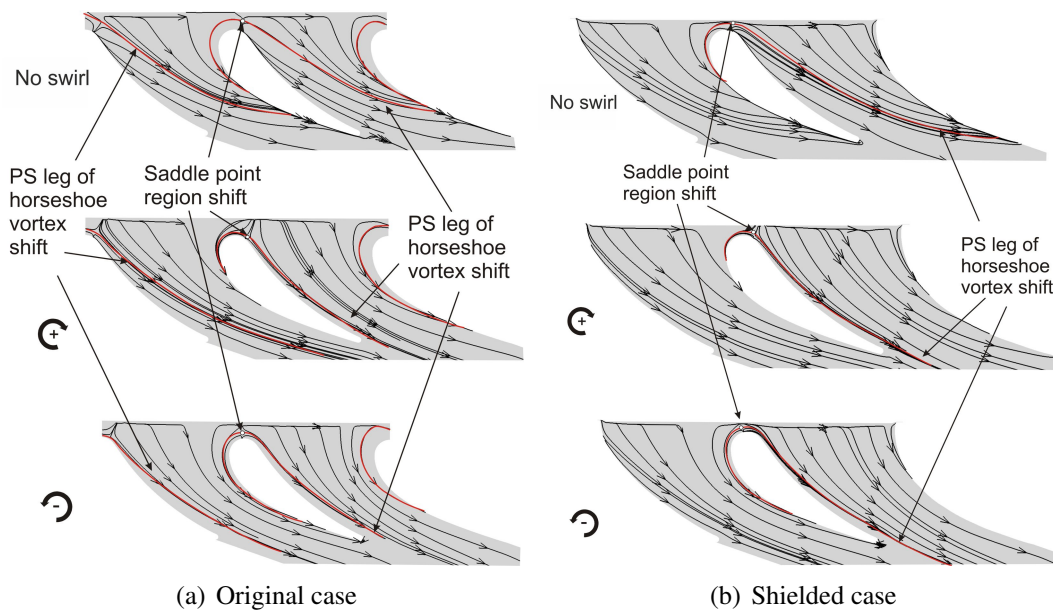 No swirl
PS leg of
horseshoe
vortex
shift
Saddle point
region shift
PS leg of
horseshoe
vortex shift
+
-
(a) Original case
No swirl
Saddle point
region shift
PS leg of
horseshoe
vortex shift
+
-
(b) Shielded case